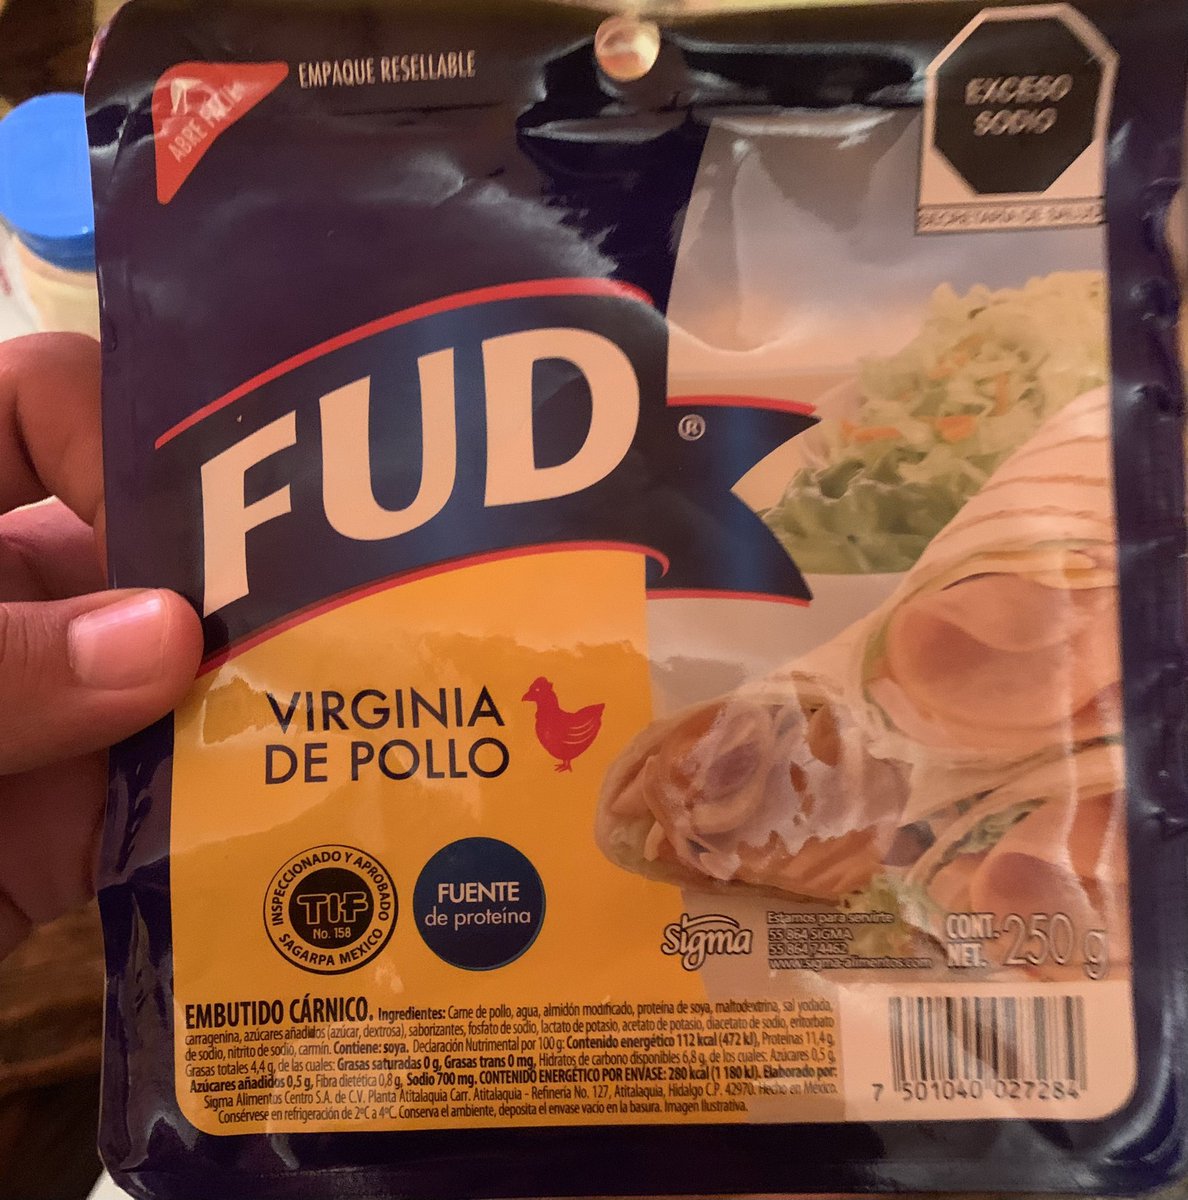 ABRE FÁCIL
EMPAQUE RESELLABLE
EXCESO
SODIO
SECRETARÍA DE SALUD
FUD®
VIRGINIA
DE POLLO
INSPECCIONADO Y APROBADO
TIF
No. 158
SAGARPA MEXICO
FUENTE
de proteína
Sigma
Estamos para servirte
55 864 SIGMA
55 864 74462
www.sigma-alimentos.com
CONT.
NET. 250 g
EMBUTIDO CÁRNICO. Ingredientes: Carne de pollo, agua, almidón modificado, proteína de soya, maltodextrina, sal yodada,
carragenina, azúcares añadidos (azúcar, dextrosa), saborizantes, fosfato de sodio, lactato de potasio, acetato de potasio, diacetato de sodio, eritorbato
de sodio, nitrito de sodio, carmín. Contiene: soya. Declaración Nutrimental por 100 g: Contenido energético 112 kcal (472 kJ), Proteínas 11,4 g,
Grasas totales 4,4 g, de las cuales: Grasas saturadas 0 g, Grasas trans 0 mg, Hidratos de carbono disponibles 6,8 g, de los cuales: Azúcares 0,5 g,
Azúcares añadidos 0,5 g, Fibra dietética 0,8 g, Sodio 700 mg. CONTENIDO ENERGÉTICO POR ENVASE: 280 kcal (1 180 kJ). Elaborado por:
Sigma Alimentos Centro S.A. de C.V. Planta Atitalaquia Carr. Atitalaquia - Refinería No. 127, Atitalaquia, Hidalgo C.P. 42970. Hecho en México.
Consérvese en refrigeración de 2°C a 4°C. Conserva el ambiente, deposita el envase vacío en la basura. Imagen Ilustrativa.
7 501040 027284